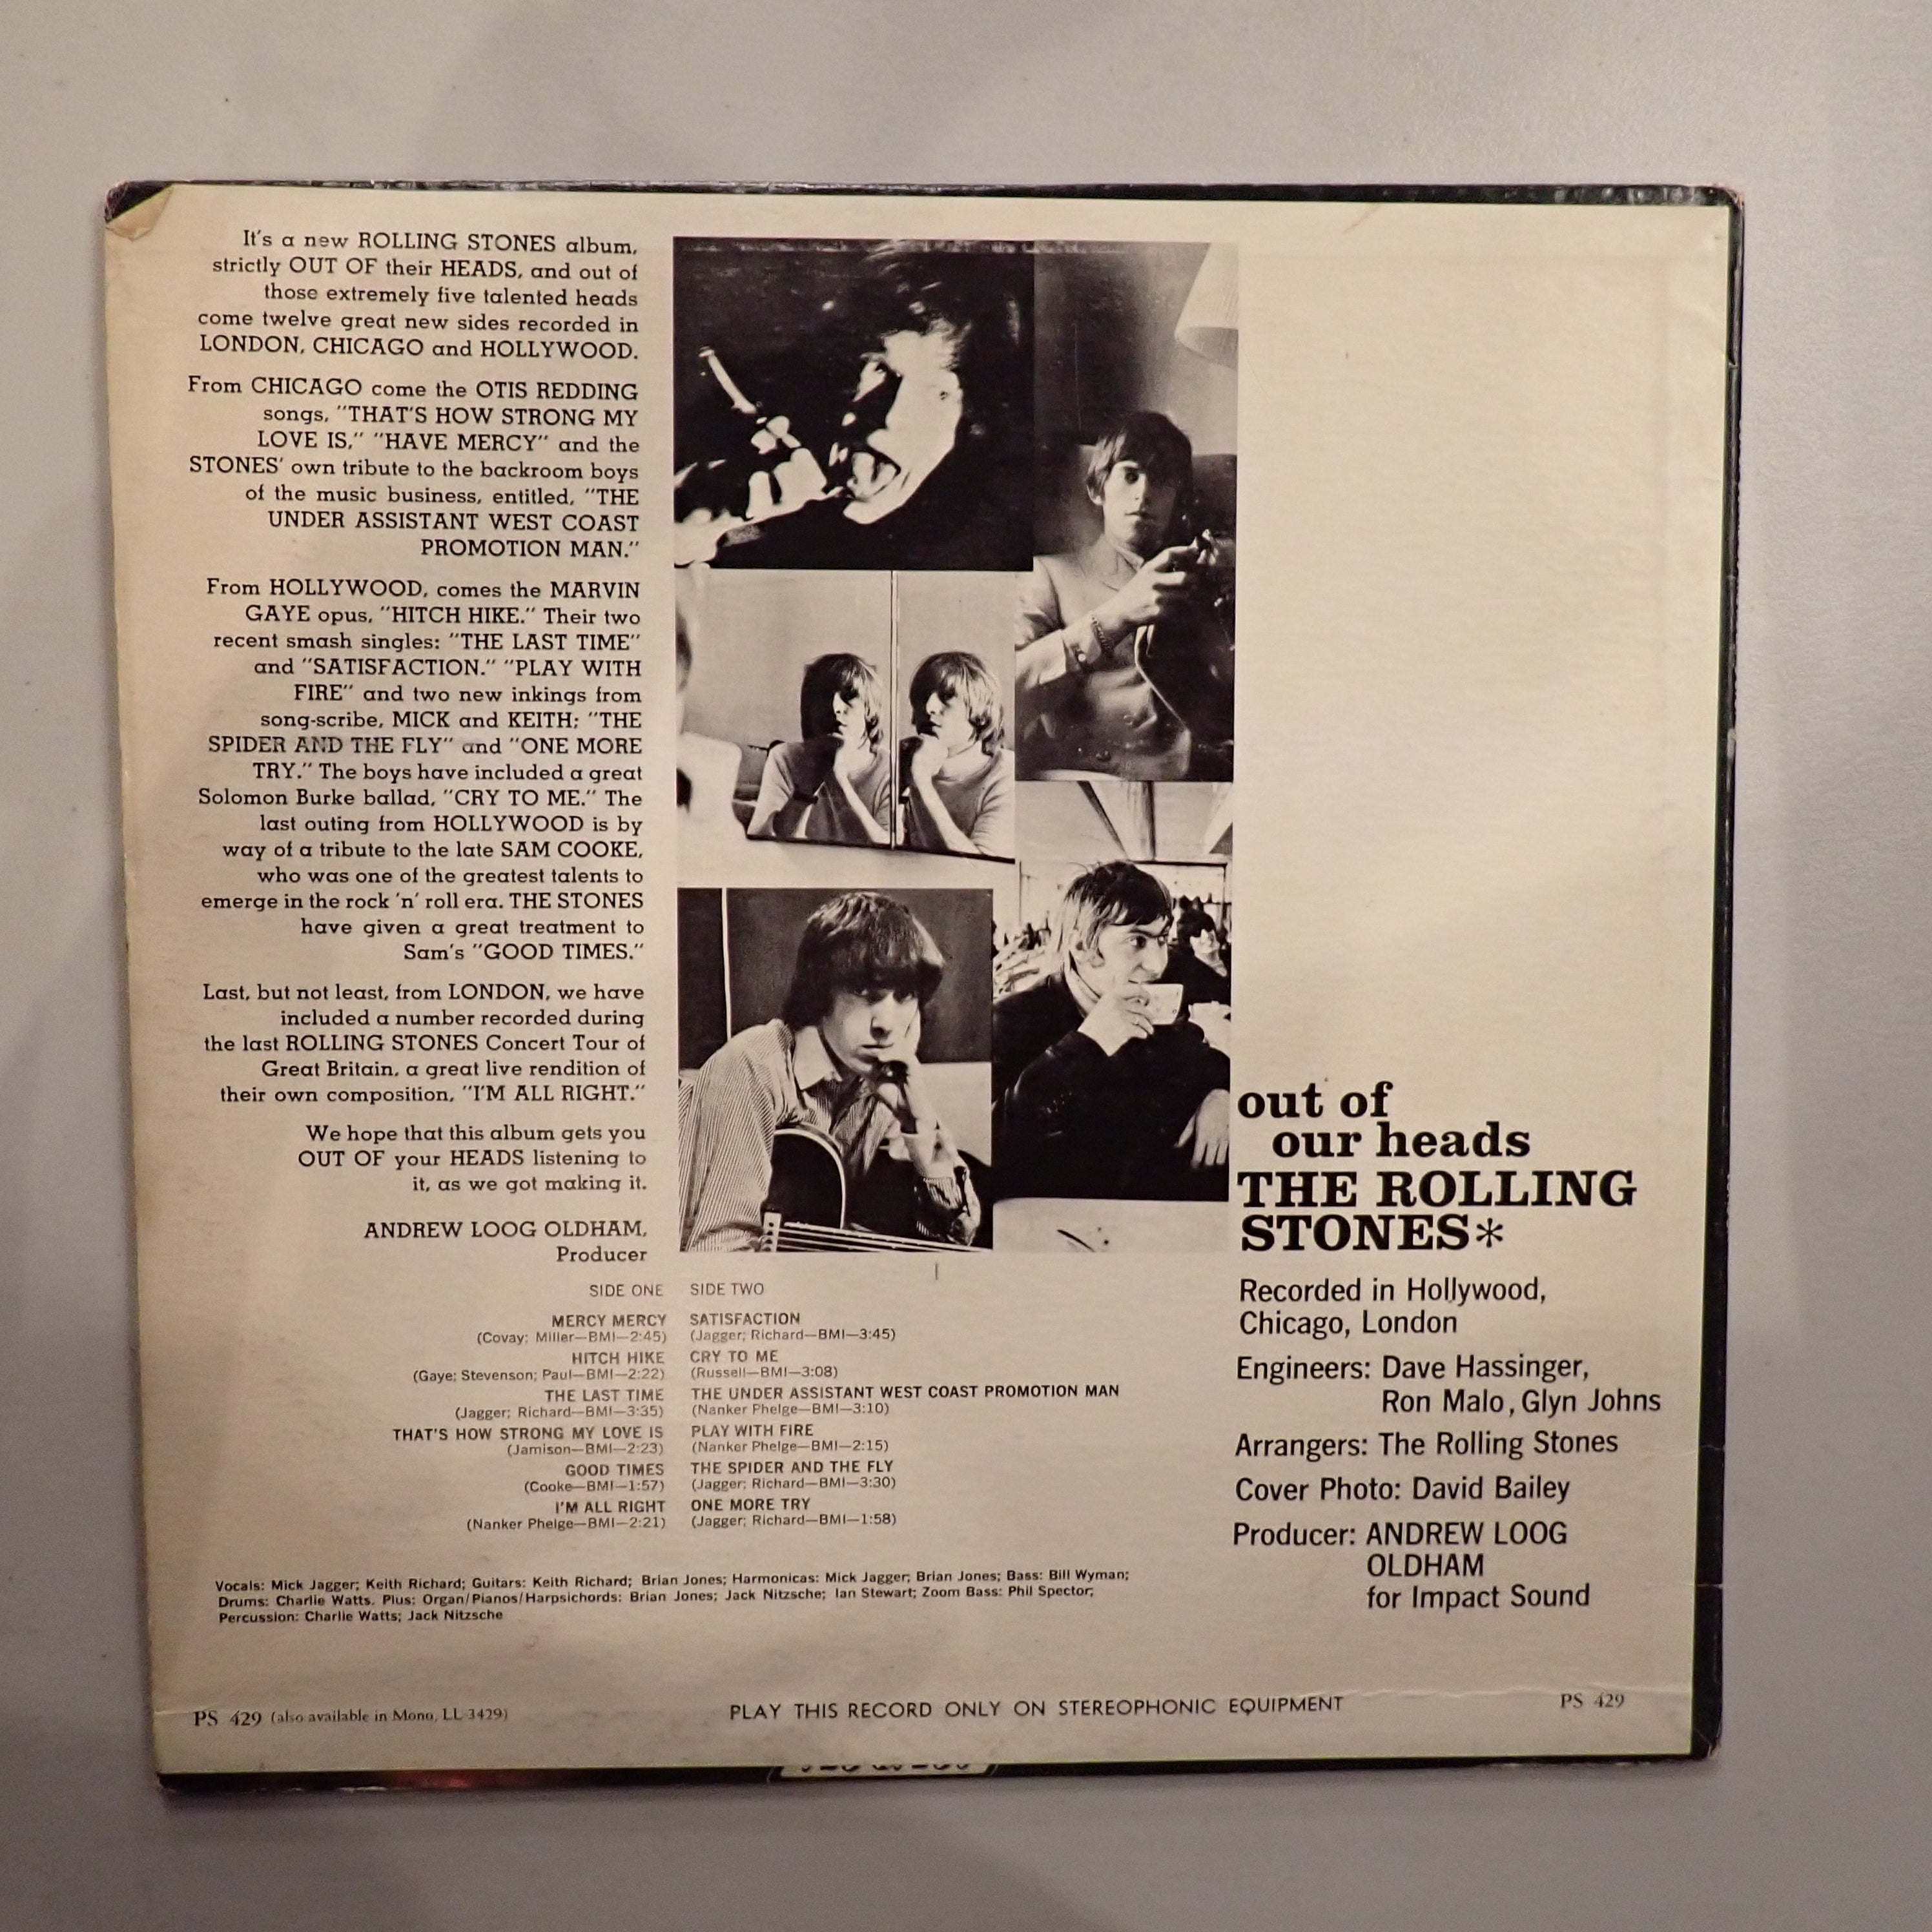 It's a new ROLLING STONES album,
strictly OUT OF their HEADS, and out of
those extremely five talented heads
come twelve great new sides recorded in
LONDON, CHICAGO and HOLLYWOOD.
From CHICAGO come the OTIS REDDING
songs, "THAT'S HOW STRONG MY
LOVE IS," "HAVE MERCY" and the
STONES' own tribute to the backroom boys
of the music business, entitled, "THE
UNDER ASSISTANT WEST COAST
PROMOTION MAN."
From HOLLYWOOD, comes the MARVIN
GAYE opus, "HITCH HIKE." Their two
recent smash singles: "THE LAST TIME"
and "SATISFACTION." "PLAY WITH
FIRE" and two new inkings from
song-scribe, MICK and KEITH; "THE
SPIDER AND THE FLY" and "ONE MORE
TRY." The boys have included a great
Solomon Burke ballad, "CRY TO ME." The
last outing from HOLLYWOOD is by
way of a tribute to the late SAM COOKE,
who was one of the greatest talents to
emerge in the rock 'n' roll era. THE STONES
have given a great treatment to
Sam's "GOOD TIMES."
Last, but not least, from LONDON, we have
included a number recorded during
the last ROLLING STONES Concert Tour of
Great Britain, a great live rendition of
their own composition, "I'M ALL RIGHT."
We hope that this album gets you
OUT OF your HEADS listening to
it, as we got making it.
ANDREW LOOG OLDHAM,
Producer
SIDE ONE
MERCY MERCY
(Covay; Miller—BMI—2:45)
HITCH HIKE
(Gaye; Stevenson; Paul—BMI—2:22)
THE LAST TIME
(Jagger; Richard—BMI—3:35)
THAT'S HOW STRONG MY LOVE IS
(Jamison—BMI—2:23)
GOOD TIMES
(Cooke—BMI—1:57)
I'M ALL RIGHT
(Nanker Phelge—BMI—2:21)
SIDE TWO
SATISFACTION
(Jagger; Richard—BMI—3:45)
CRY TO ME
(Russell—BMI—3:08)
THE UNDER ASSISTANT WEST COAST PROMOTION MAN
(Nanker Phelge—BMI—3:10)
PLAY WITH FIRE
(Nanker Phelge—BMI—2:15)
THE SPIDER AND THE FLY
(Jagger; Richard—BMI—3:30)
ONE MORE TRY
(Jagger; Richard—BMI—1:58)
Vocals: Mick Jagger; Keith Richard; Guitars: Keith Richard; Brian Jones; Harmonicas: Mick Jagger; Brian Jones; Bass: Bill Wyman;
Drums: Charlie Watts. Plus: Organ/Pianos/Harpsichords: Brian Jones; Jack Nitzsche; Ian Stewart; Zoom Bass: Phil Spector;
Percussion: Charlie Watts; Jack Nitzsche
out of
our heads
THE ROLLING
STONES*
Recorded in Hollywood,
Chicago, London
Engineers: Dave Hassinger,
Ron Malo, Glyn Johns
Arrangers: The Rolling Stones
Cover Photo: David Bailey
Producer: ANDREW LOOG
OLDHAM
for Impact Sound
PS 429 (also available in Mono, LL 3429)
PLAY THIS RECORD ONLY ON STEREOPHONIC EQUIPMENT
PS 429